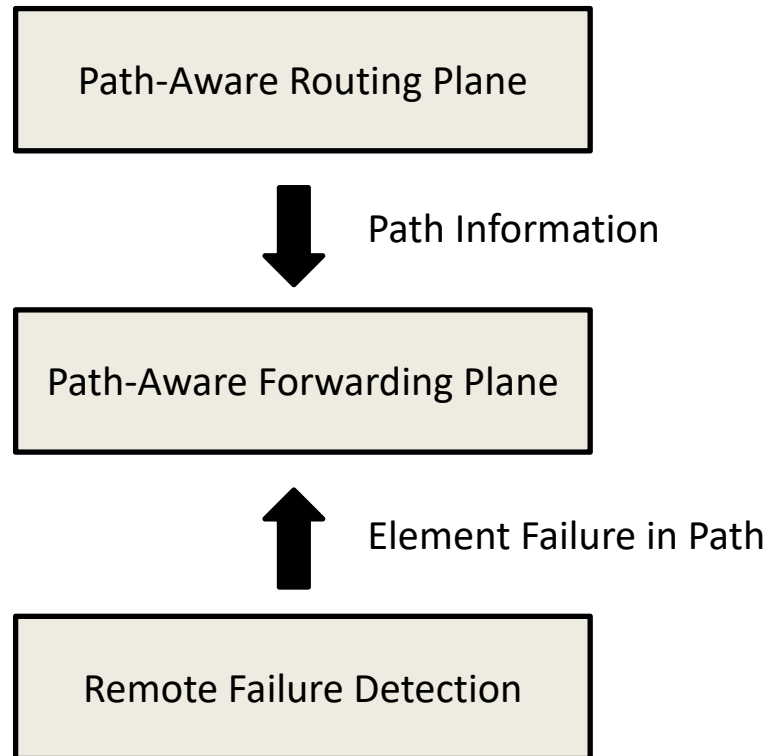 Path-Aware Routing Plane
Path Information
Path-Aware Forwarding Plane
Element Failure in Path
Remote Failure Detection